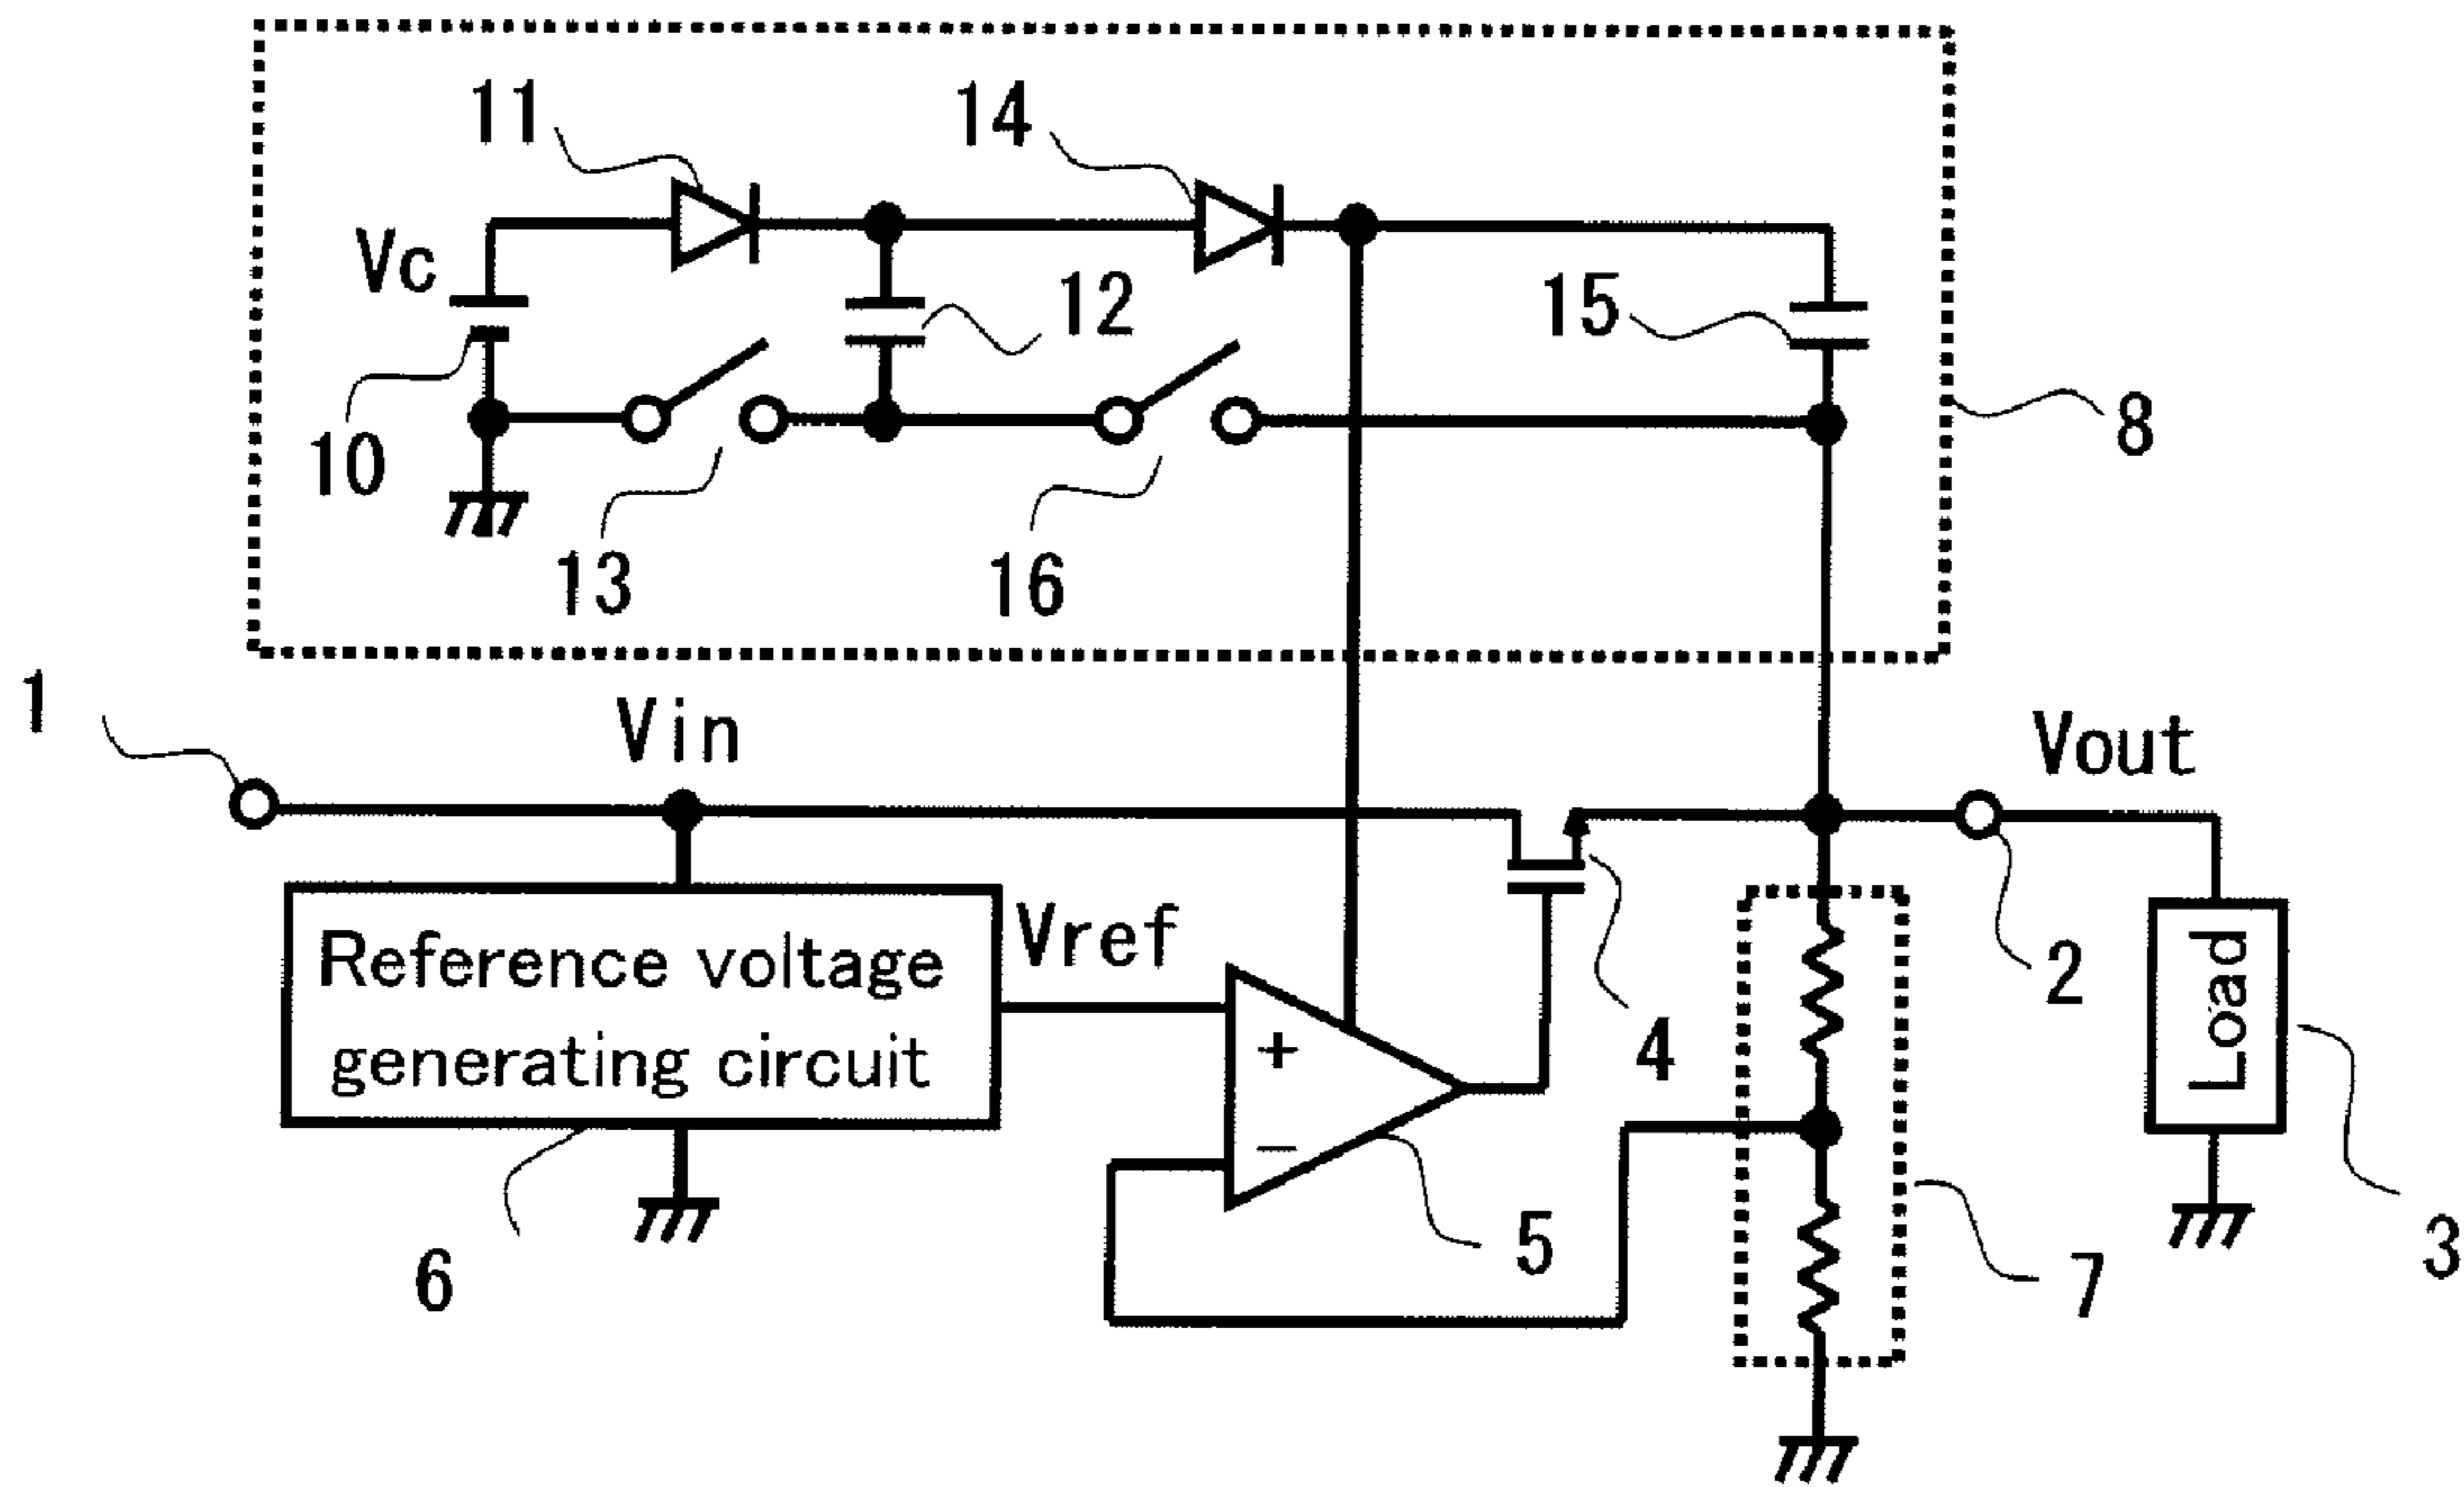 11
14
Vc
12
15
10
8
13
16
1
Vin
Vout
Reference voltage
generating circuit
Vref
+
−
4
2
Load
5
6
7
3